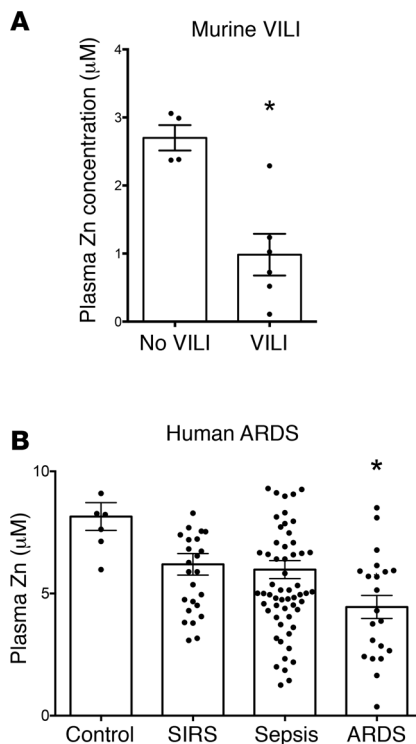 A
Murine VILI
Plasma Zn concentration (μM)
4
3
2
1
0
*
No VILI VILI
B
Human ARDS
Plasma Zn (μM)
10
5
0
*
Control SIRS Sepsis ARDS